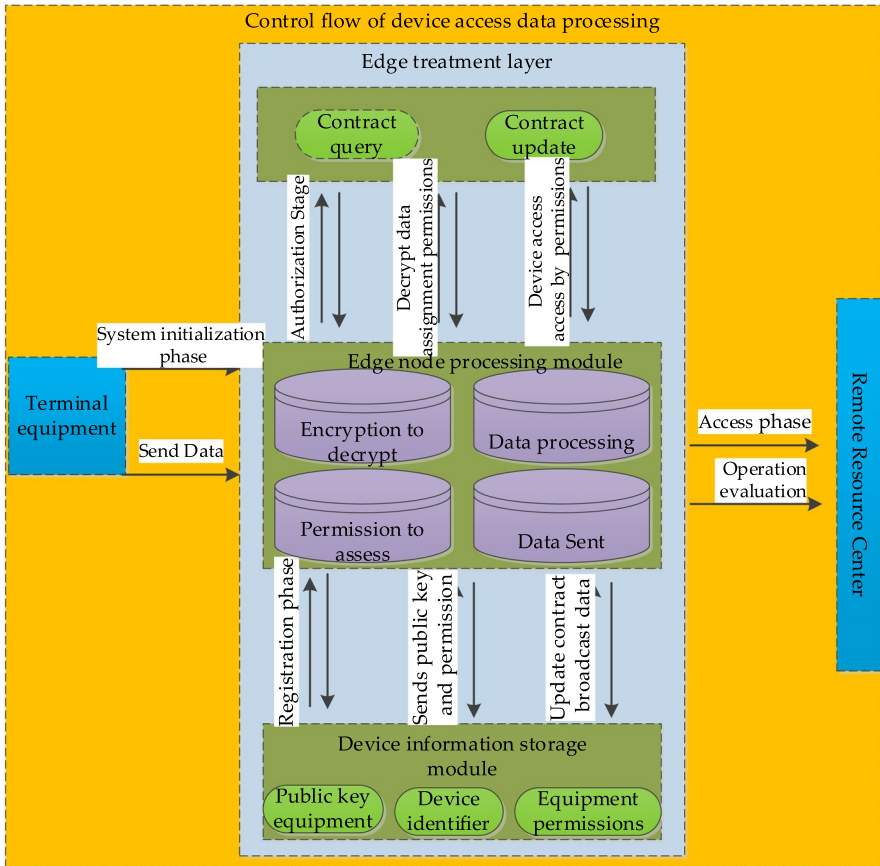 Control flow of device access data processing
Edge treatment layer
Contract
query
Contract
update
Authorization Stage
Decrypt data
assignment permissions
Device access
access by permissions
System initialization
phase
Terminal
equipment
Send Data
Edge node processing module
Encryption to
decrypt
Data processing
Permission to
assess
Data Sent
Access phase
Operation
evaluation
Remote Resource Center
Registration phase
Sends public key
and permission
Update contract
broadcast data
Device information storage
module
Public key
equipment
Device
identifier
Equipment
permissions